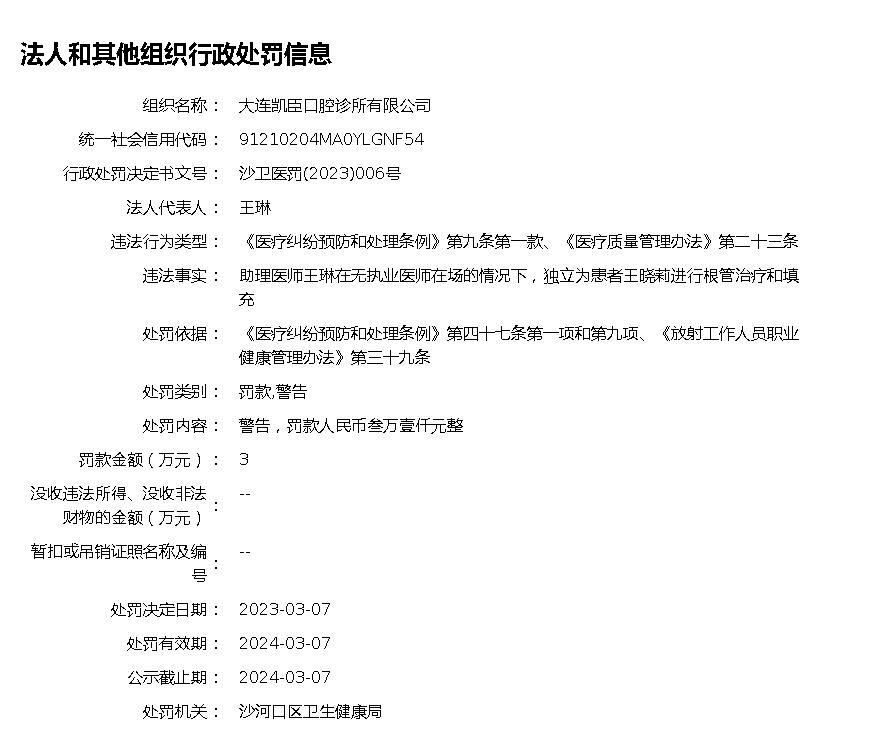 法人和其他组织行政处罚信息
组织名称： 大连凯臣口腔诊所有限公司
统一社会信用代码： 91210204MA0YLGNF54
行政处罚决定书文号： 沙卫医罚(2023)006号
法人代表人： 王琳
违法行为类型： 《医疗纠纷预防和处理条例》第九条第一款、《医疗质量管理办法》第二十三条
违法事实： 助理医师王琳在无执业医师在场的情况下，独立为患者王晓莉进行根管治疗和填
充
处罚依据： 《医疗纠纷预防和处理条例》第四十七条第一项和第九项、《放射工作人员职业
健康管理办法》第三十九条
处罚类别： 罚款,警告
处罚内容： 警告，罚款人民币叁万壹仟元整
罚款金额（万元）： 3
没收违法所得、没收非法
财物的金额（万元）： --
暂扣或吊销证照名称及编
号： --
处罚决定日期： 2023-03-07
处罚有效期： 2024-03-07
公示截止期： 2024-03-07
处罚机关： 沙河口区卫生健康局